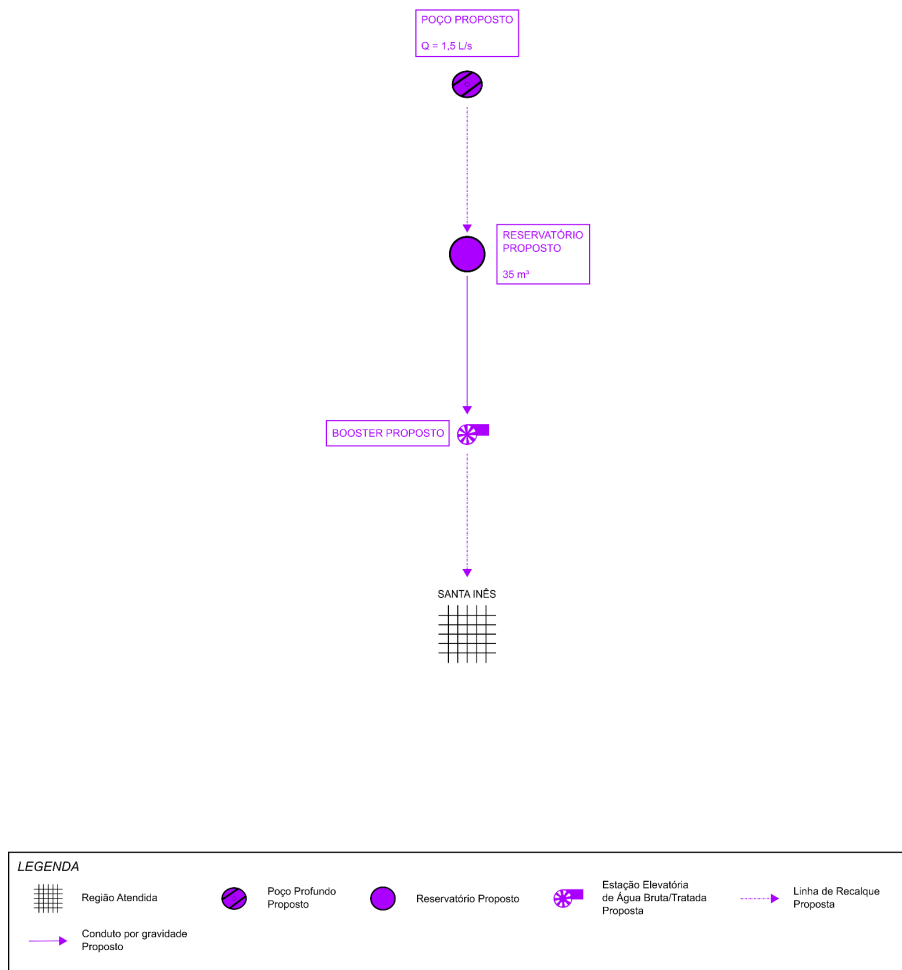 POÇO PROPOSTO
Q = 1,5 L/s
RESERVATÓRIO
PROPOSTO
35 m³
BOOSTER PROPOSTO
SANTA INÊS
LEGENDA
Região Atendida
Poço Profundo
Proposto
Reservatório Proposto
Estação Elevatória
de Água Bruta/Tratada
Proposta
Linha de Recalque
Proposta
Conduto por gravidade
Proposto